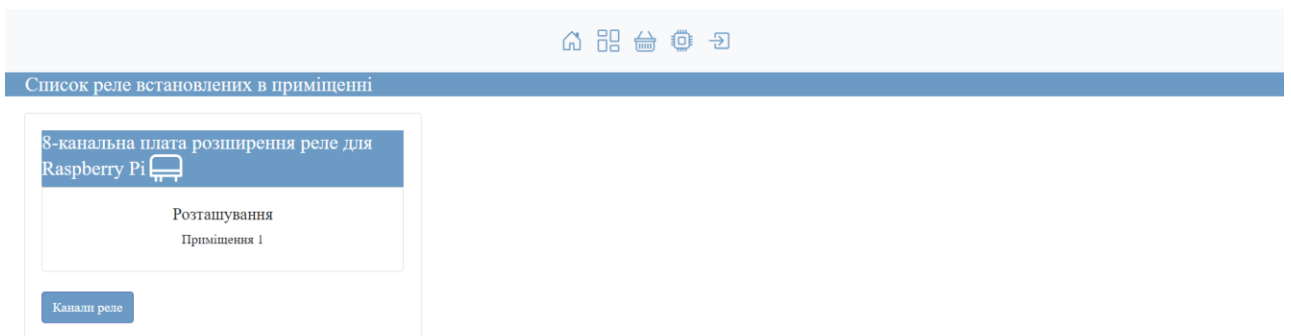 Список реле встановлених в приміщенні
8-канальна плата розширення реле для
Raspberry Pi
Розташування
Приміщення 1
Канали реле